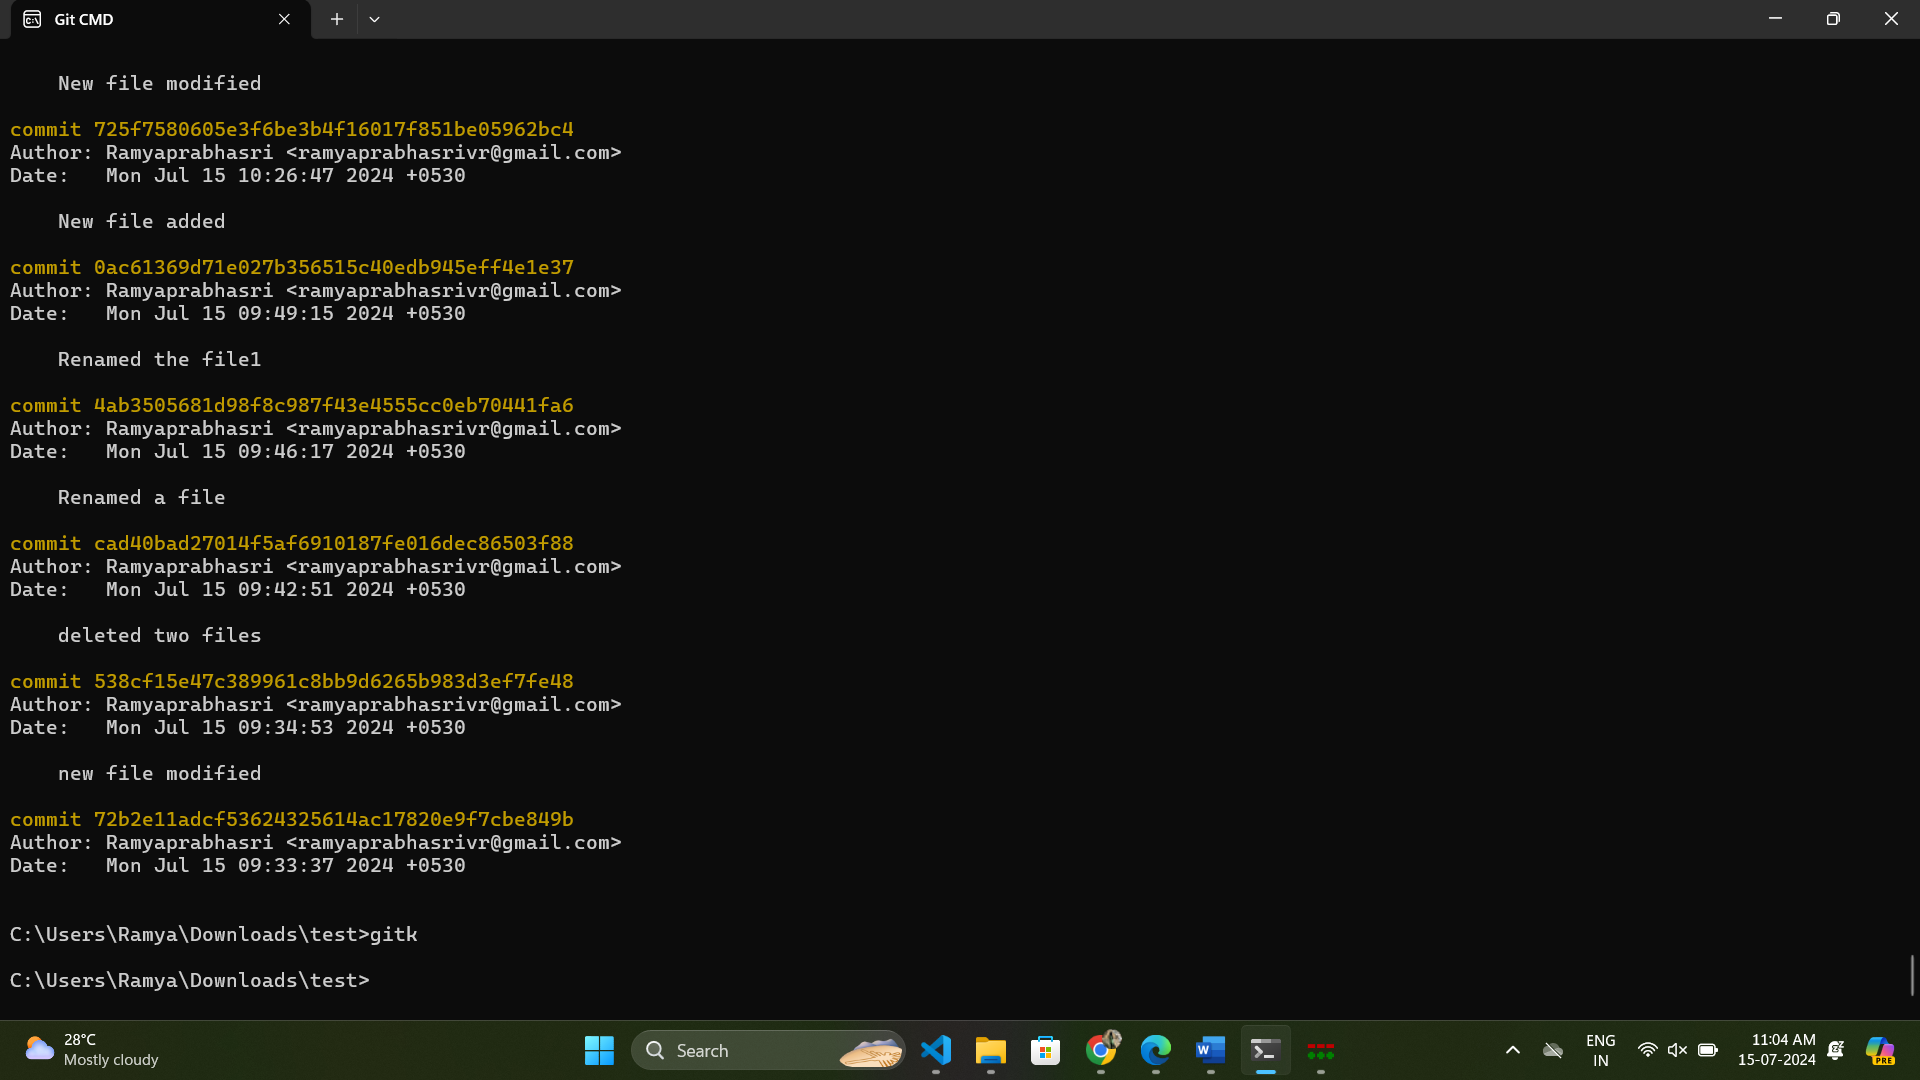 Git CMD
New file modified
commit 725f7580605e3f6be3b4f16017f851be05962bc4
Author: Ramyaprabhasri <ramyaprabhasrivr@gmail.com>
Date:   Mon Jul 15 10:26:47 2024 +0530
New file added
commit 0ac61369d71e027b356515c40edb945eff4e1e37
Author: Ramyaprabhasri <ramyaprabhasrivr@gmail.com>
Date:   Mon Jul 15 09:49:15 2024 +0530
Renamed the file1
commit 4ab3505681d98f8c987f43e4555cc0eb70441fa6
Author: Ramyaprabhasri <ramyaprabhasrivr@gmail.com>
Date:   Mon Jul 15 09:46:17 2024 +0530
Renamed a file
commit cad40bad27014f5af6910187fe016dec86503f88
Author: Ramyaprabhasri <ramyaprabhasrivr@gmail.com>
Date:   Mon Jul 15 09:42:51 2024 +0530
deleted two files
commit 538cf15e47c389961c8bb9d6265b983d3ef7fe48
Author: Ramyaprabhasri <ramyaprabhasrivr@gmail.com>
Date:   Mon Jul 15 09:34:53 2024 +0530
new file modified
commit 72b2e11adcf53624325614ac17820e9f7cbe849b
Author: Ramyaprabhasri <ramyaprabhasrivr@gmail.com>
Date:   Mon Jul 15 09:33:37 2024 +0530
C:\Users\Ramya\Downloads\test>gitk
C:\Users\Ramya\Downloads\test>
28°C
Mostly cloudy
Search
W
ENG
IN
11:04 AM
15-07-2024
PRE